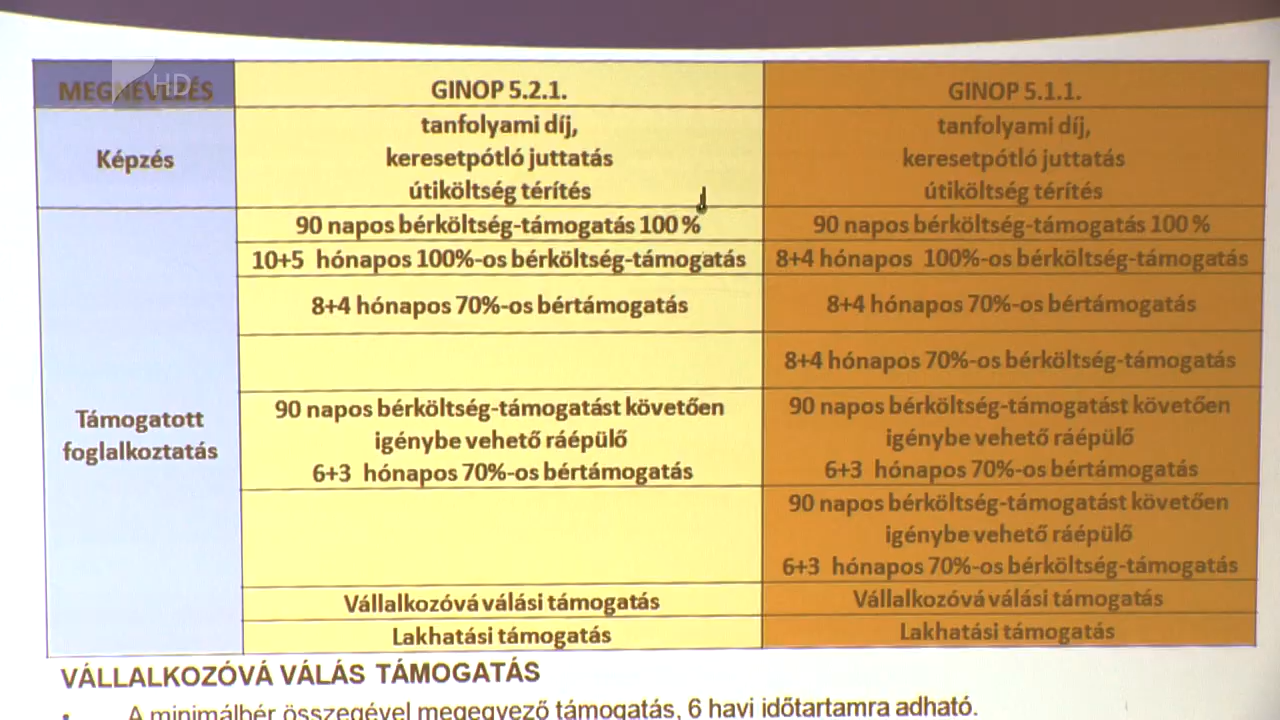 HD
MEGNEVEZÉS
GINOP 5.2.1.
GINOP 5.1.1.
Képzés
tanfolyami díj,
keresetpótló juttatás
útiköltség térítés
tanfolyami díj,
keresetpótló juttatás
útiköltség térítés
Támogatott
foglalkoztatás
90 napos bérköltség-támogatás 100 %
90 napos bérköltség-támogatás 100 %
10+5 hónapos 100%-os bérköltség-támogatás
8+4 hónapos 100%-os bérköltség-támogatás
8+4 hónapos 70%-os bértámogatás
8+4 hónapos 70%-os bértámogatás
8+4 hónapos 70%-os bérköltség-támogatás
90 napos bérköltség-támogatást követően
igénybe vehető ráépülő
6+3 hónapos 70%-os bértámogatás
90 napos bérköltség-támogatást követően
igénybe vehető ráépülő
6+3 hónapos 70%-os bértámogatás
90 napos bérköltség-támogatást követően
igénybe vehető ráépülő
6+3 hónapos 70%-os bérköltség-támogatás
Vállalkozóvá válási támogatás
Vállalkozóvá válási támogatás
Lakhatási támogatás
Lakhatási támogatás
VÁLLALKOZÓVÁ VÁLÁS TÁMOGATÁS
• A minimálbér összegével megegyező támogatás, 6 havi időtartamra adható.